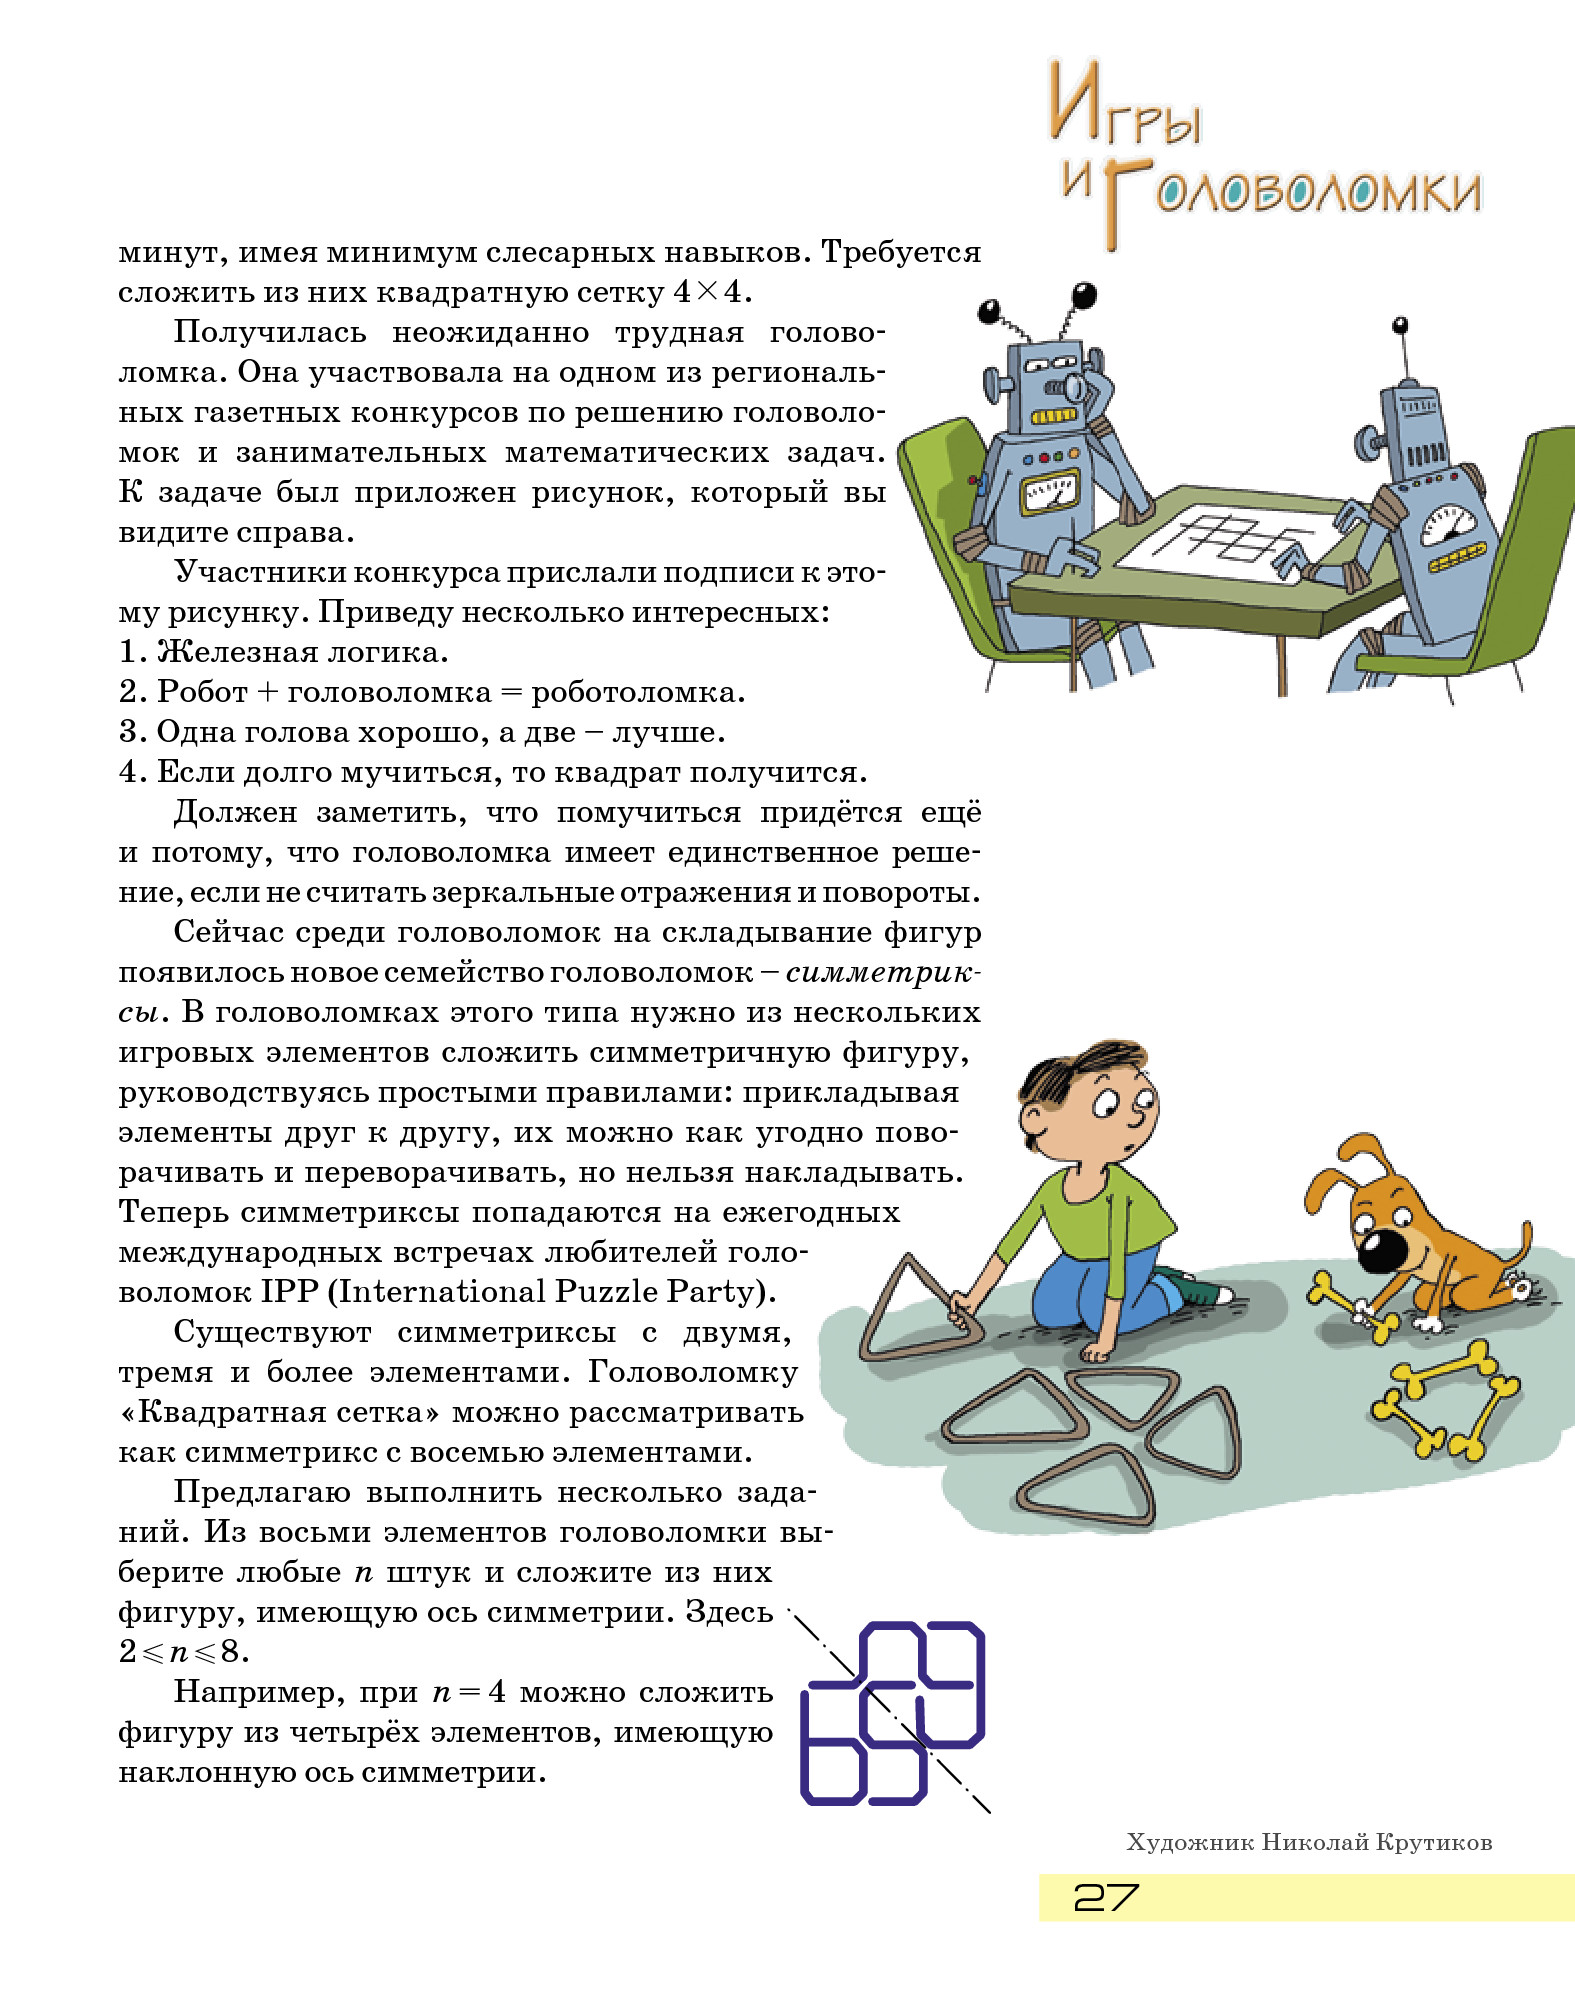 Игры
и Головоломки
минут, имея минимум слесарных навыков. Требуется
сложить из них квадратную сетку 4×4.
Получилась неожиданно трудная голово-
ломка. Она участвовала на одном из региональ-
ных газетных конкурсов по решению головоло-
мок и занимательных математических задач.
К задаче был приложен рисунок, который вы
видите справа.
Участники конкурса прислали подписи к это-
му рисунку. Приведу несколько интересных:
1. Железная логика.
2. Робот + головоломка = роботоломка.
3. Одна голова хорошо, а две – лучше.
4. Если долго мучиться, то квадрат получится.
Должен заметить, что помучиться придётся ещё
и потому, что головоломка имеет единственное реше-
ние, если не считать зеркальные отражения и повороты.
Сейчас среди головоломок на складывание фигур
появилось новое семейство головоломок – симметрик-
сы. В головоломках этого типа нужно из нескольких
игровых элементов сложить симметричную фигуру,
руководствуясь простыми правилами: прикладывая
элементы друг к другу, их можно как угодно пово-
рачивать и переворачивать, но нельзя накладывать.
Теперь симметриксы попадаются на ежегодных
международных встречах любителей голо-
воломок IPP (International Puzzle Party).
Существуют симметриксы с двумя,
тремя и более элементами. Головоломку
«Квадратная сетка» можно рассматривать
как симметрикс с восемью элементами.
Предлагаю выполнить несколько зада-
ний. Из восьми элементов головоломки вы-
берите любые n штук и сложите из них
фигуру, имеющую ось симметрии. Здесь
2⩽n⩽8.
Например, при n=4 можно сложить
фигуру из четырёх элементов, имеющую
наклонную ось симметрии.
Художник Николай Крутиков
27